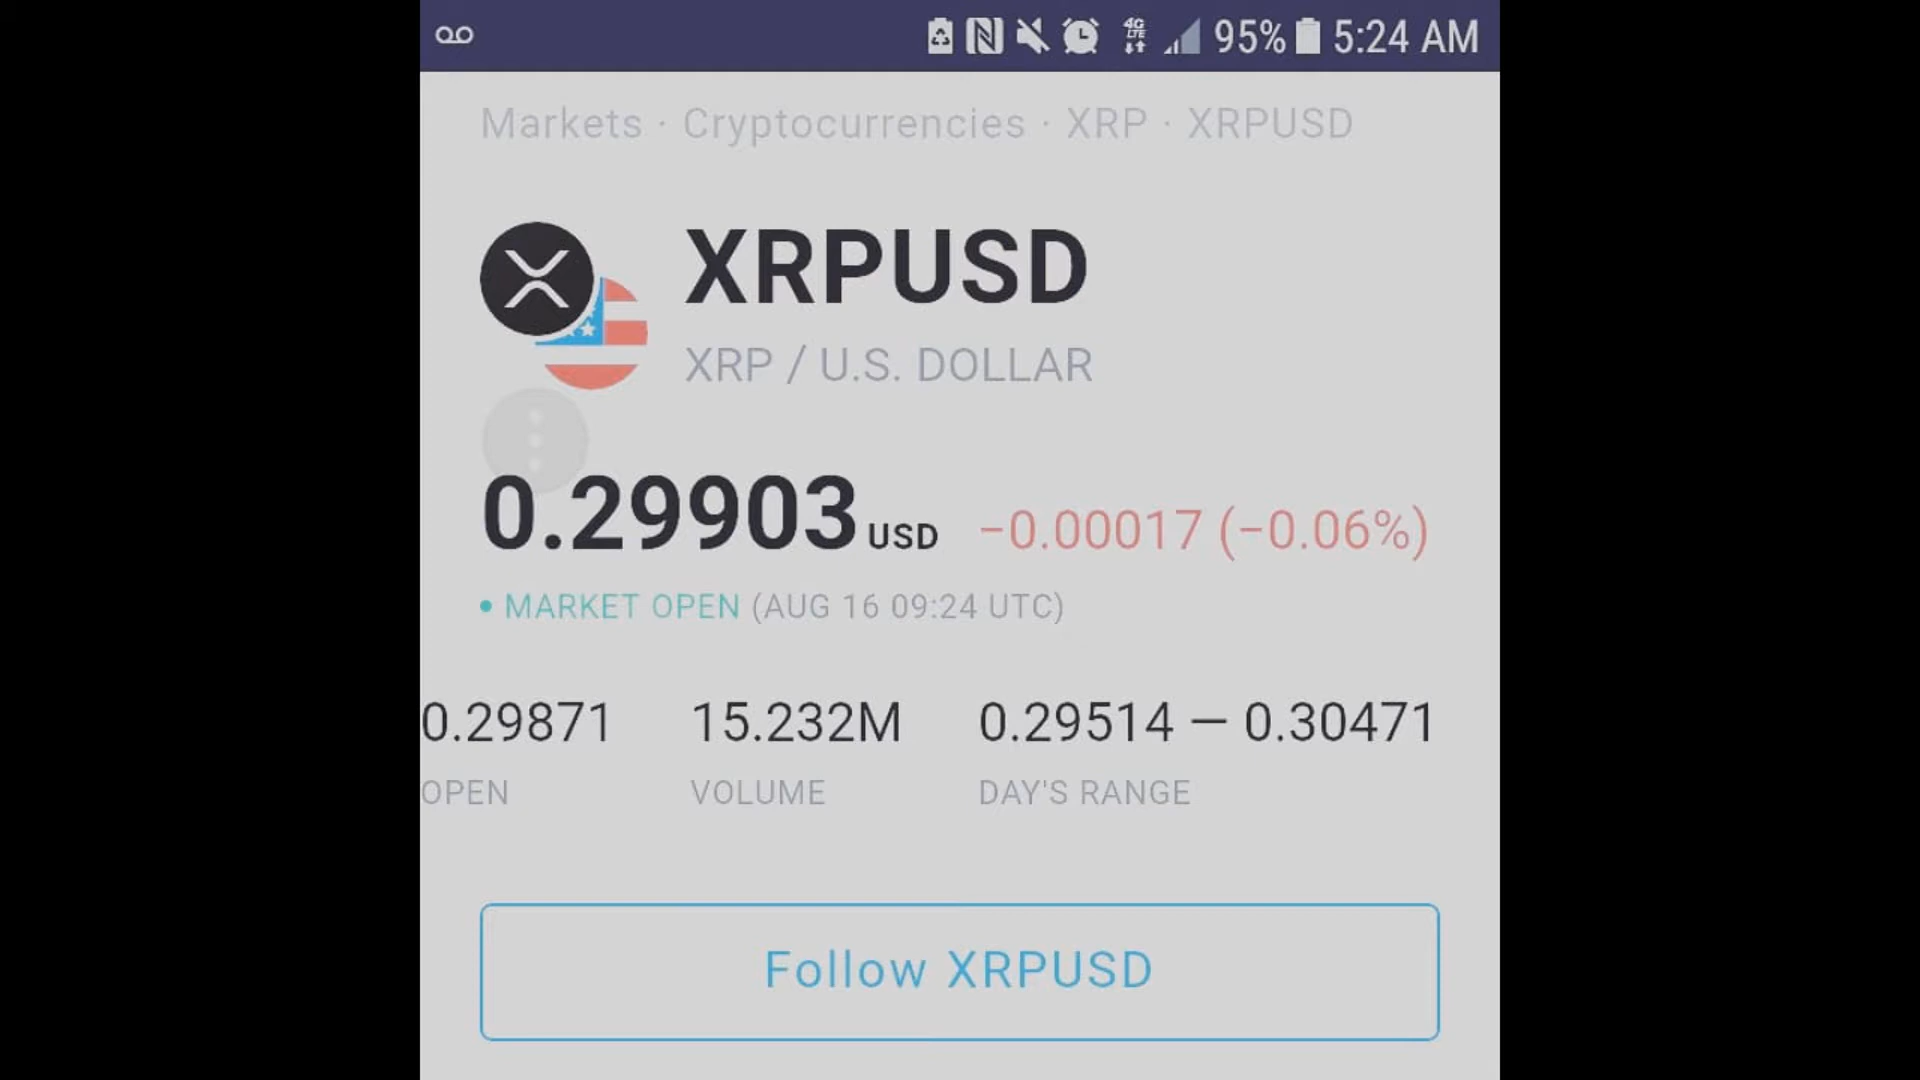 4G LTE 95% 5:24 AM
Markets · Cryptocurrencies · XRP · XRPUSD
XRPUSD
XRP / U.S. DOLLAR
0.29903 USD −0.00017 (−0.06%)
• MARKET OPEN (AUG 16 09:24 UTC)
0.29871 15.232M 0.29514 — 0.30471
OPEN VOLUME DAY'S RANGE
Follow XRPUSD